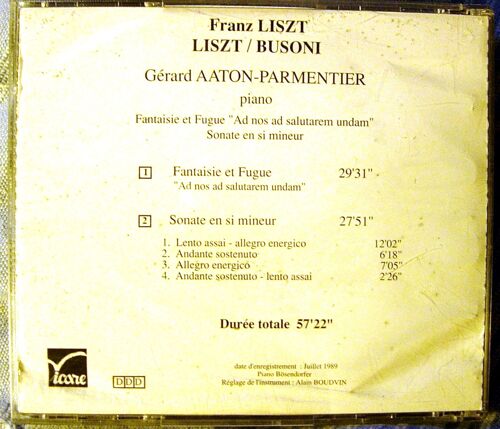 Franz LISZT
LISZT / BUSONI
Gérard AATON-PARMENTIER
piano
Fantaisie et Fugue "Ad nos ad salutarem undam"
Sonate en si mineur
1 Fantaisie et Fugue 29'31"
"Ad nos ad salutarem undam"
2 Sonate en si mineur 27'51"
1. Lento assai - allegro energico 12'02"
2. Andante sostenuto 6'18"
3. Allegro energico 7'05"
4. Andante sostenuto - lento assai 2'26"
Durée totale 57'22"
icare
DDD
date d'enregistrement : Juillet 1989
Piano Bösendorfer
Réglage de l'instrument : Alain BOUDVIN